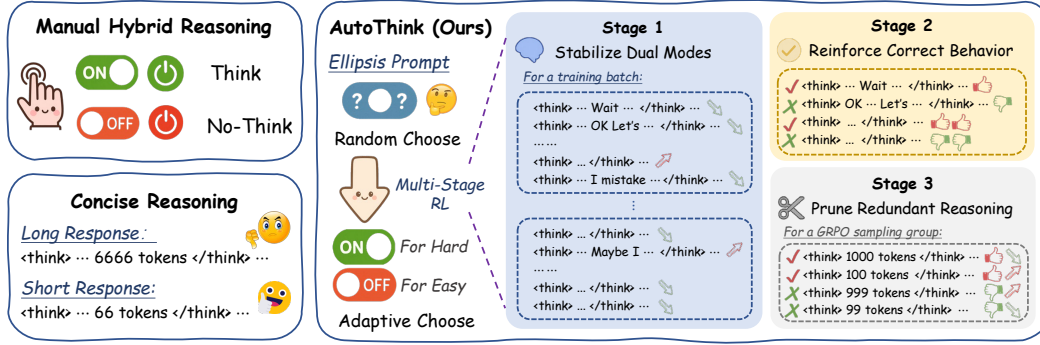 Manual Hybrid Reasoning
ON
Think
OFF
No-Think
Concise Reasoning
Long Response:
<think> ··· 6666 tokens </think> ···
Short Response:
<think> ··· 66 tokens </think> ···
AutoThink (Ours)
Ellipsis Prompt
? ?
Random Choose
Multi-Stage
RL
ON For Hard
OFF For Easy
Adaptive Choose
Stage 1
Stabilize Dual Modes
For a training batch:
<think> ··· Wait ··· </think> ···
<think> ··· OK Let's ··· </think> ···
... ...
<think> ... </think> ···
<think> ··· I mistake ··· </think> ···
⋮
<think> ... </think> ···
<think> ··· Maybe I ··· </think> ···
... ...
<think> ... </think> ···
<think> ... </think> ···
Stage 2
Reinforce Correct Behavior
<think> ··· Wait ··· </think> ···
<think> OK ··· Let's ··· </think> ···
<think> ... </think> ···
<think> ... </think> ···
Stage 3
Prune Redundant Reasoning
For a GRPO sampling group:
<think> 1000 tokens </think> ···
<think> 100 tokens </think> ···
<think> 999 tokens </think> ···
<think> 99 tokens </think> ···